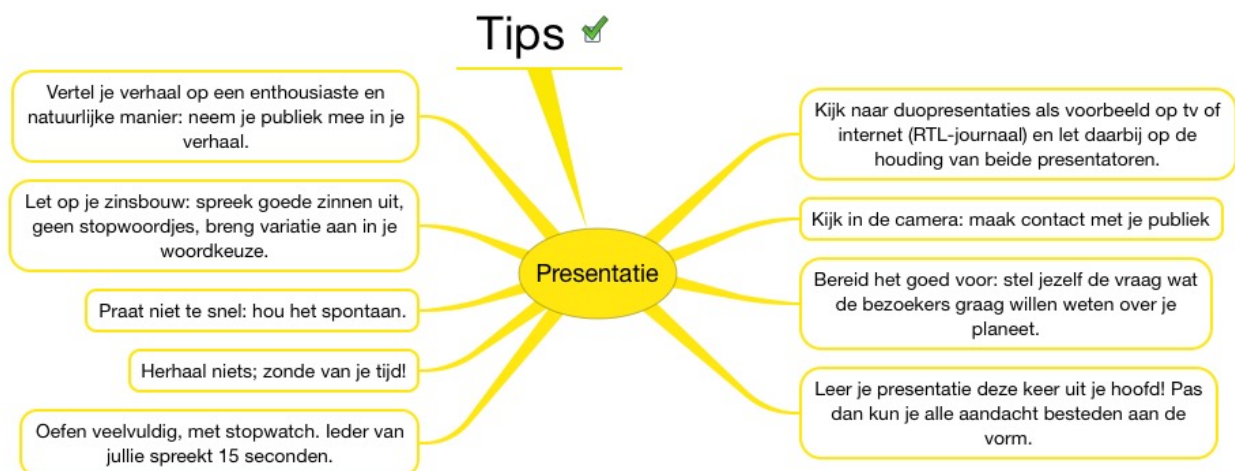 Tips
Vertel je verhaal op een enthousiaste en
natuurlijke manier: neem je publiek mee in je
verhaal.
Let op je zinsbouw: spreek goede zinnen uit,
geen stopwoordjes, breng variatie aan in je
woordkeuze.
Praat niet te snel: hou het spontaan.
Herhaal niets; zonde van je tijd!
Oefen veelvuldig, met stopwatch. Ieder van
jullie spreekt 15 seconden.
Presentatie
Kijk naar duopresentaties als voorbeeld op tv of
internet (RTL-journaal) en let daarbij op de
houding van beide presentatoren.
Kijk in de camera: maak contact met je publiek
Bereid het goed voor: stel jezelf de vraag wat
de bezoekers graag willen weten over je
planeet.
Leer je presentatie deze keer uit je hoofd! Pas
dan kun je alle aandacht besteden aan de
vorm.